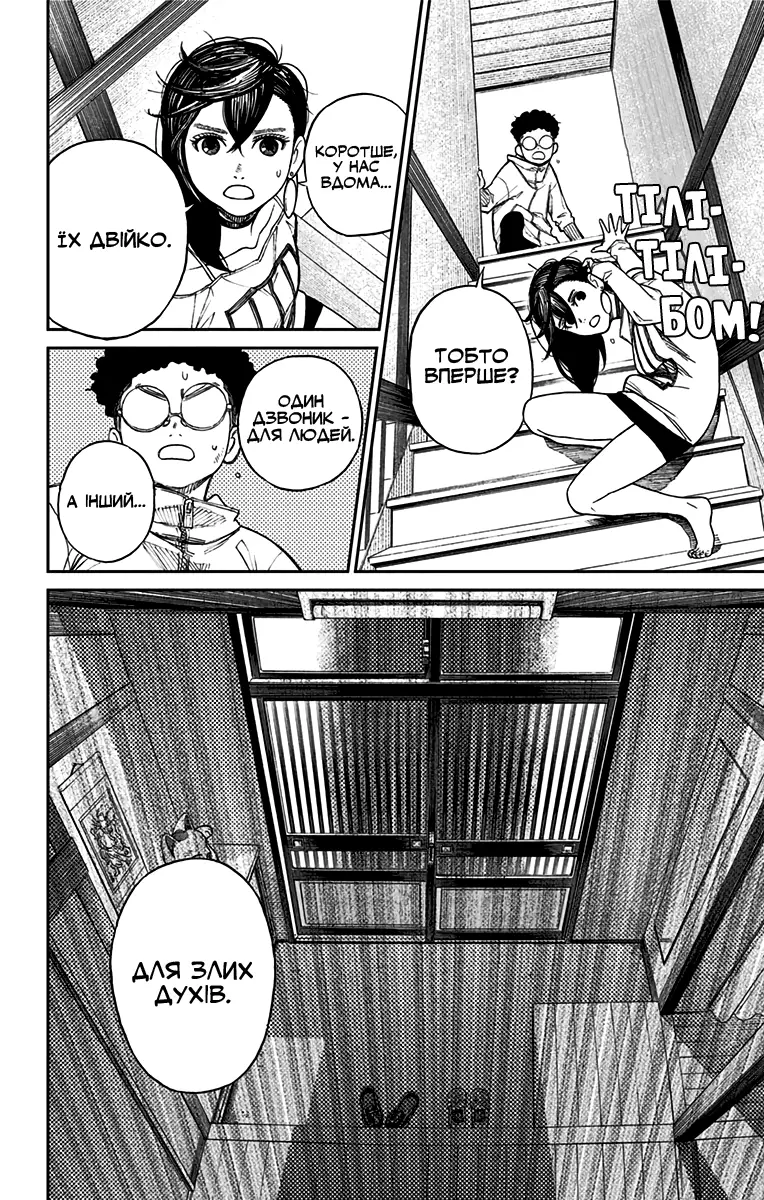 ТІЛІ-
ТІЛІ-
БОМ!
ТОБТО
ВПЕРШЕ?
КОРОТШЕ,
У НАС
ВДОМА...
ЇХ ДВІЙКО.
ОДИН
ДЗВОНИК –
ДЛЯ ЛЮДЕЙ.
А ІНШИЙ...
ДЛЯ ЗЛИХ
ДУХІВ.